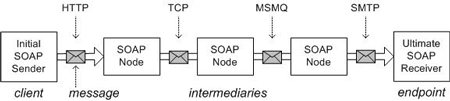 HTTP
TCP
MSMQ
SMTP
Initial
SOAP
Sender
SOAP
Node
SOAP
Node
SOAP
Node
Ultimate
SOAP
Receiver
client
message
intermediaries
endpoint